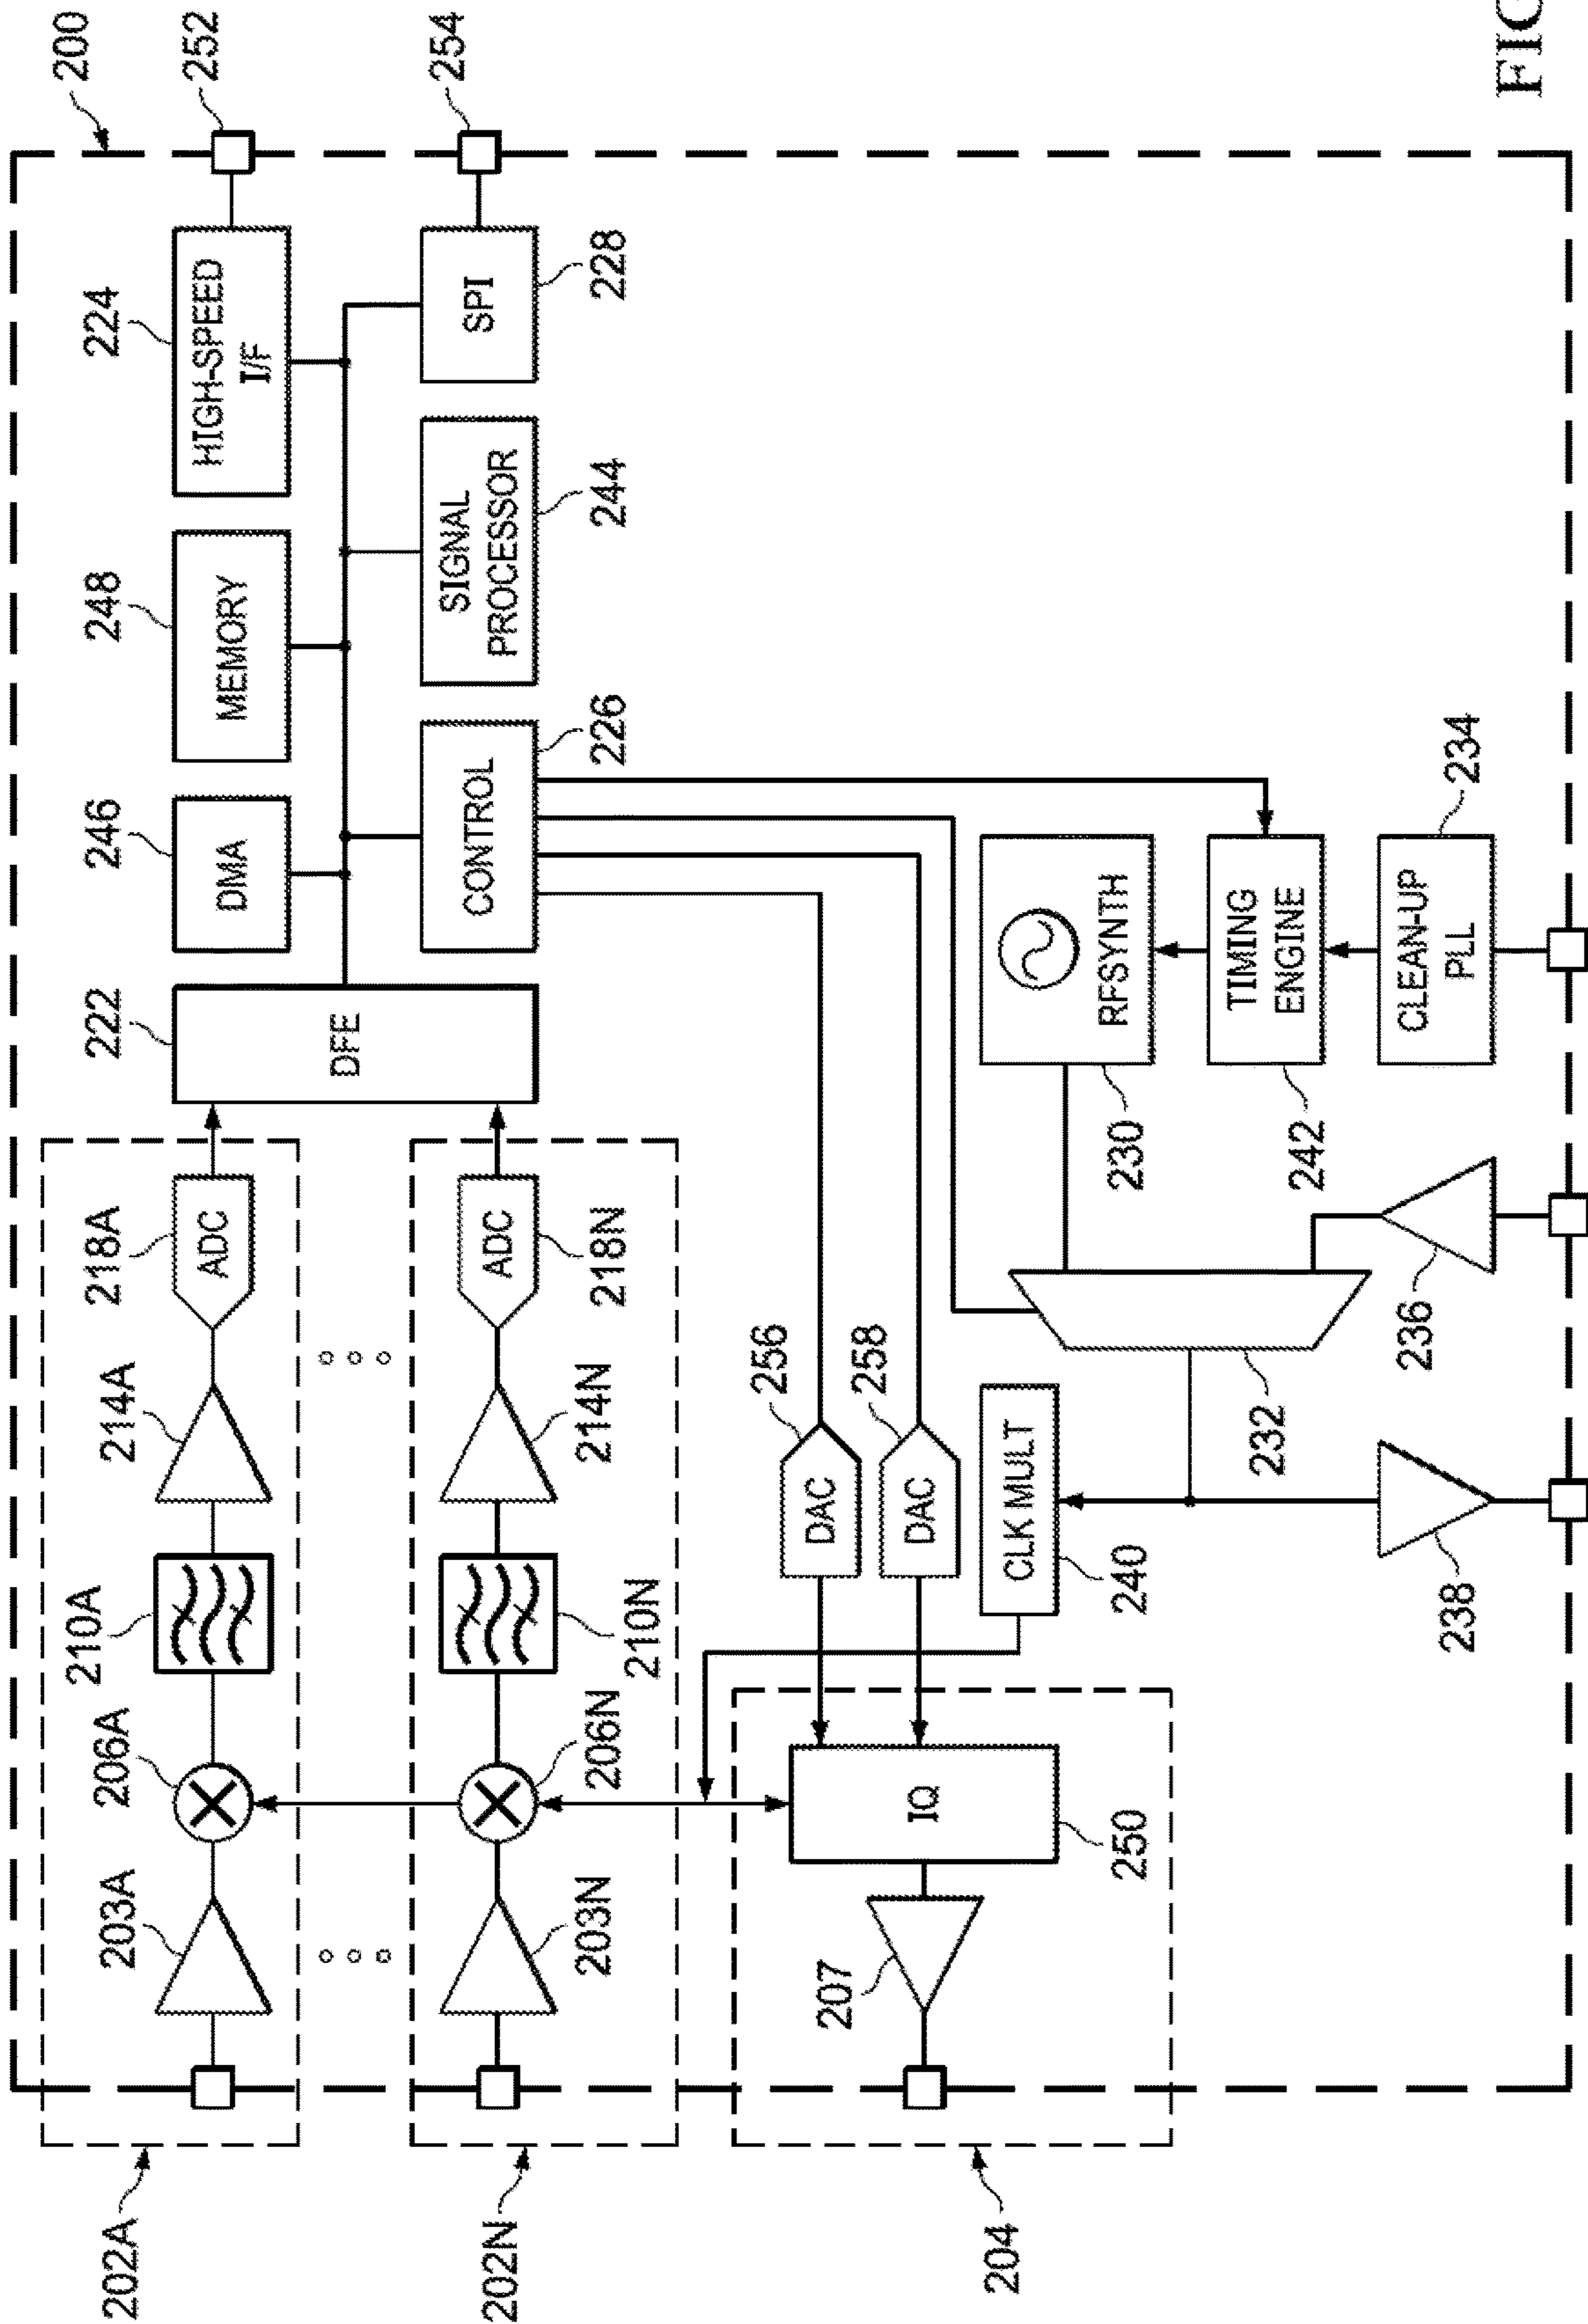 200
252
254
202A
203A
206A
210A
214A
218A
ADC
222
DFE
246
DMA
248
MEMORY
224
HIGH-SPEED
I/F
202N
203N
206N
210N
214N
218N
ADC
CONTROL
226
SIGNAL
PROCESSOR
244
SPI
228
204
207
IQ
250
256
DAC
258
DAC
CLK MULT
240
238
232
236
230
RFSYNTH
242
TIMING
ENGINE
234
CLEAN-UP
PLL
FIG